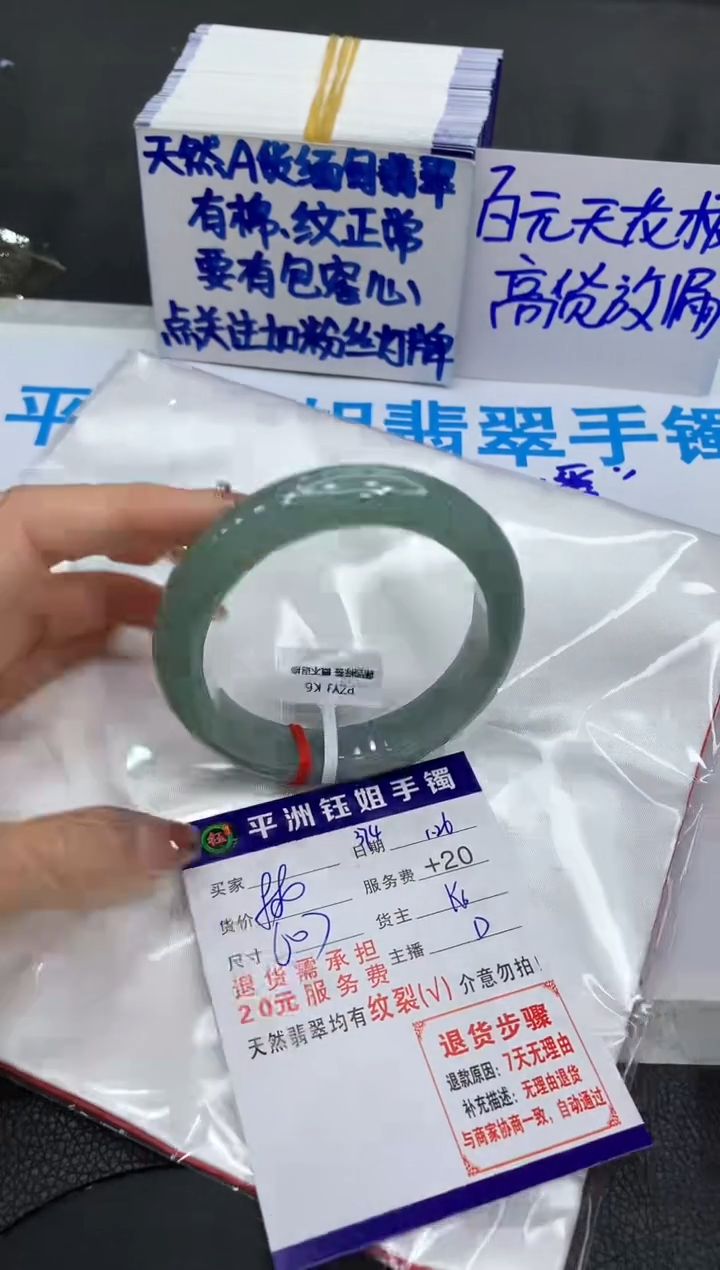 天然A货缅甸翡翠
有棉、纹正常
要有包容心
点关注加粉丝灯牌
百元天花板
高货放漏
平
姐翡翠手镯
PZYJ K6
平洲钰姐手镯
买家 日期 1.26
货价 服务费 +20
尺寸 货主 K6
主播 D
退货需承担
20元服务费
天然翡翠均有纹裂(√) 介意勿拍!
退货步骤
退款原因:7天无理由
补充描述:无理由退货
与商家协商一致,自动通过